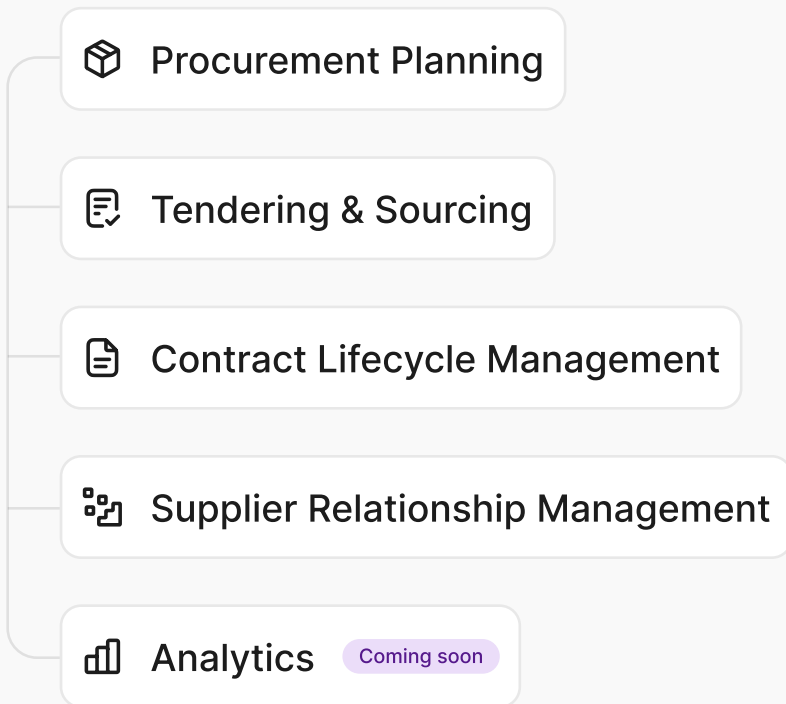 Procurement Planning
Tendering & Sourcing
Contract Lifecycle Management
Supplier Relationship Management
Analytics Coming soon